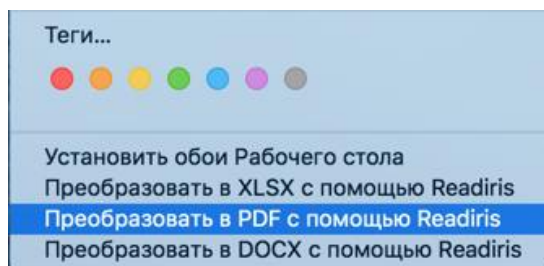 Теги...
Установить обои Рабочего стола
Преобразовать в XLSX с помощью Readiris
Преобразовать в PDF с помощью Readiris
Преобразовать в DOCX с помощью Readiris